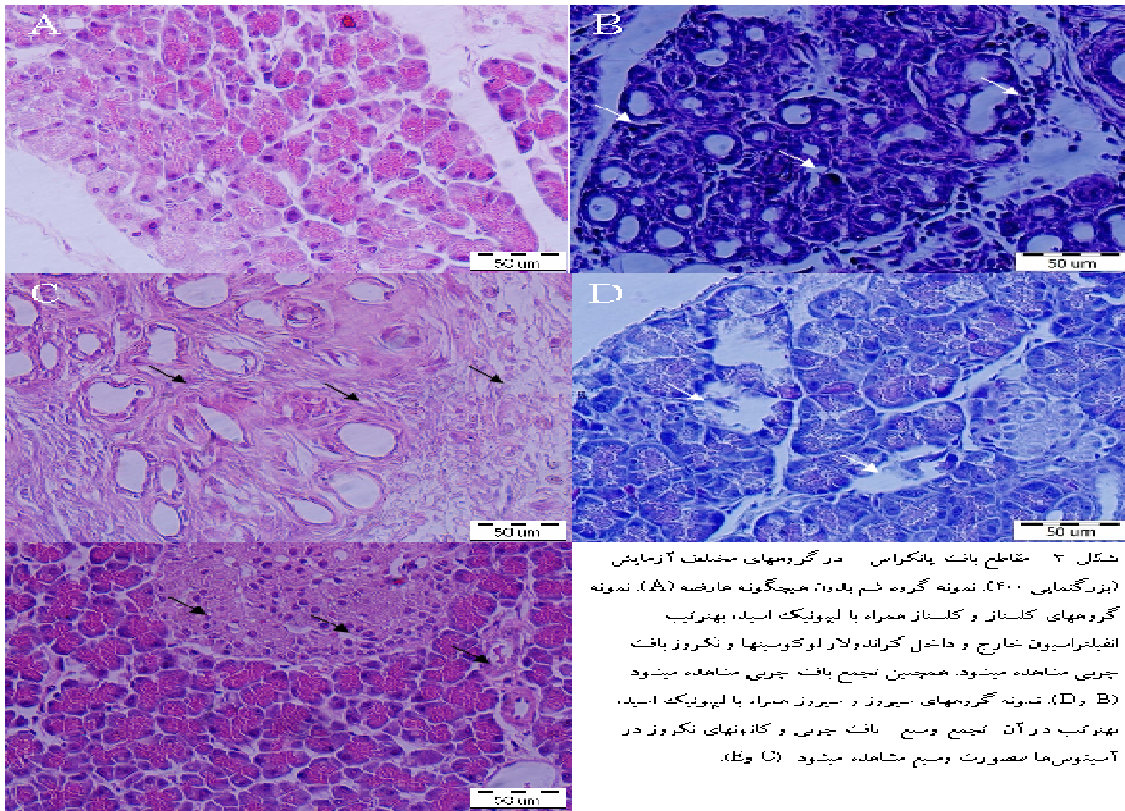 A
B
50 um
50 um
C
D
50 um
50 um
50 um
شکل ۲ مقاطع بافت پانکراس در گروههای مختلف آزمایش
(بزرگنمایی ۴۰۰). نمونه گروه شم بدون هیچگونه عارضه (A). نمونه
گروههای کلستاز و کلستاز همراه با لیپوئیک اسید، بهترتیب
انفیلتراسیون خارج و داخل گراندولار لوکوسیتها و نکروز بافت
چربی مشاهده میشود. همچنین تجمع بافت چربی مشاهده میشود
(B و D). نمونه گروههای سیروز و سیروز همراه با لیپوئیک اسید،
بهترتیب در آن تجمع وسیع بافت چربی و کانونهای نکروز در
آسینوس‌ها بصورت وسیع مشاهده میشود (C و E).